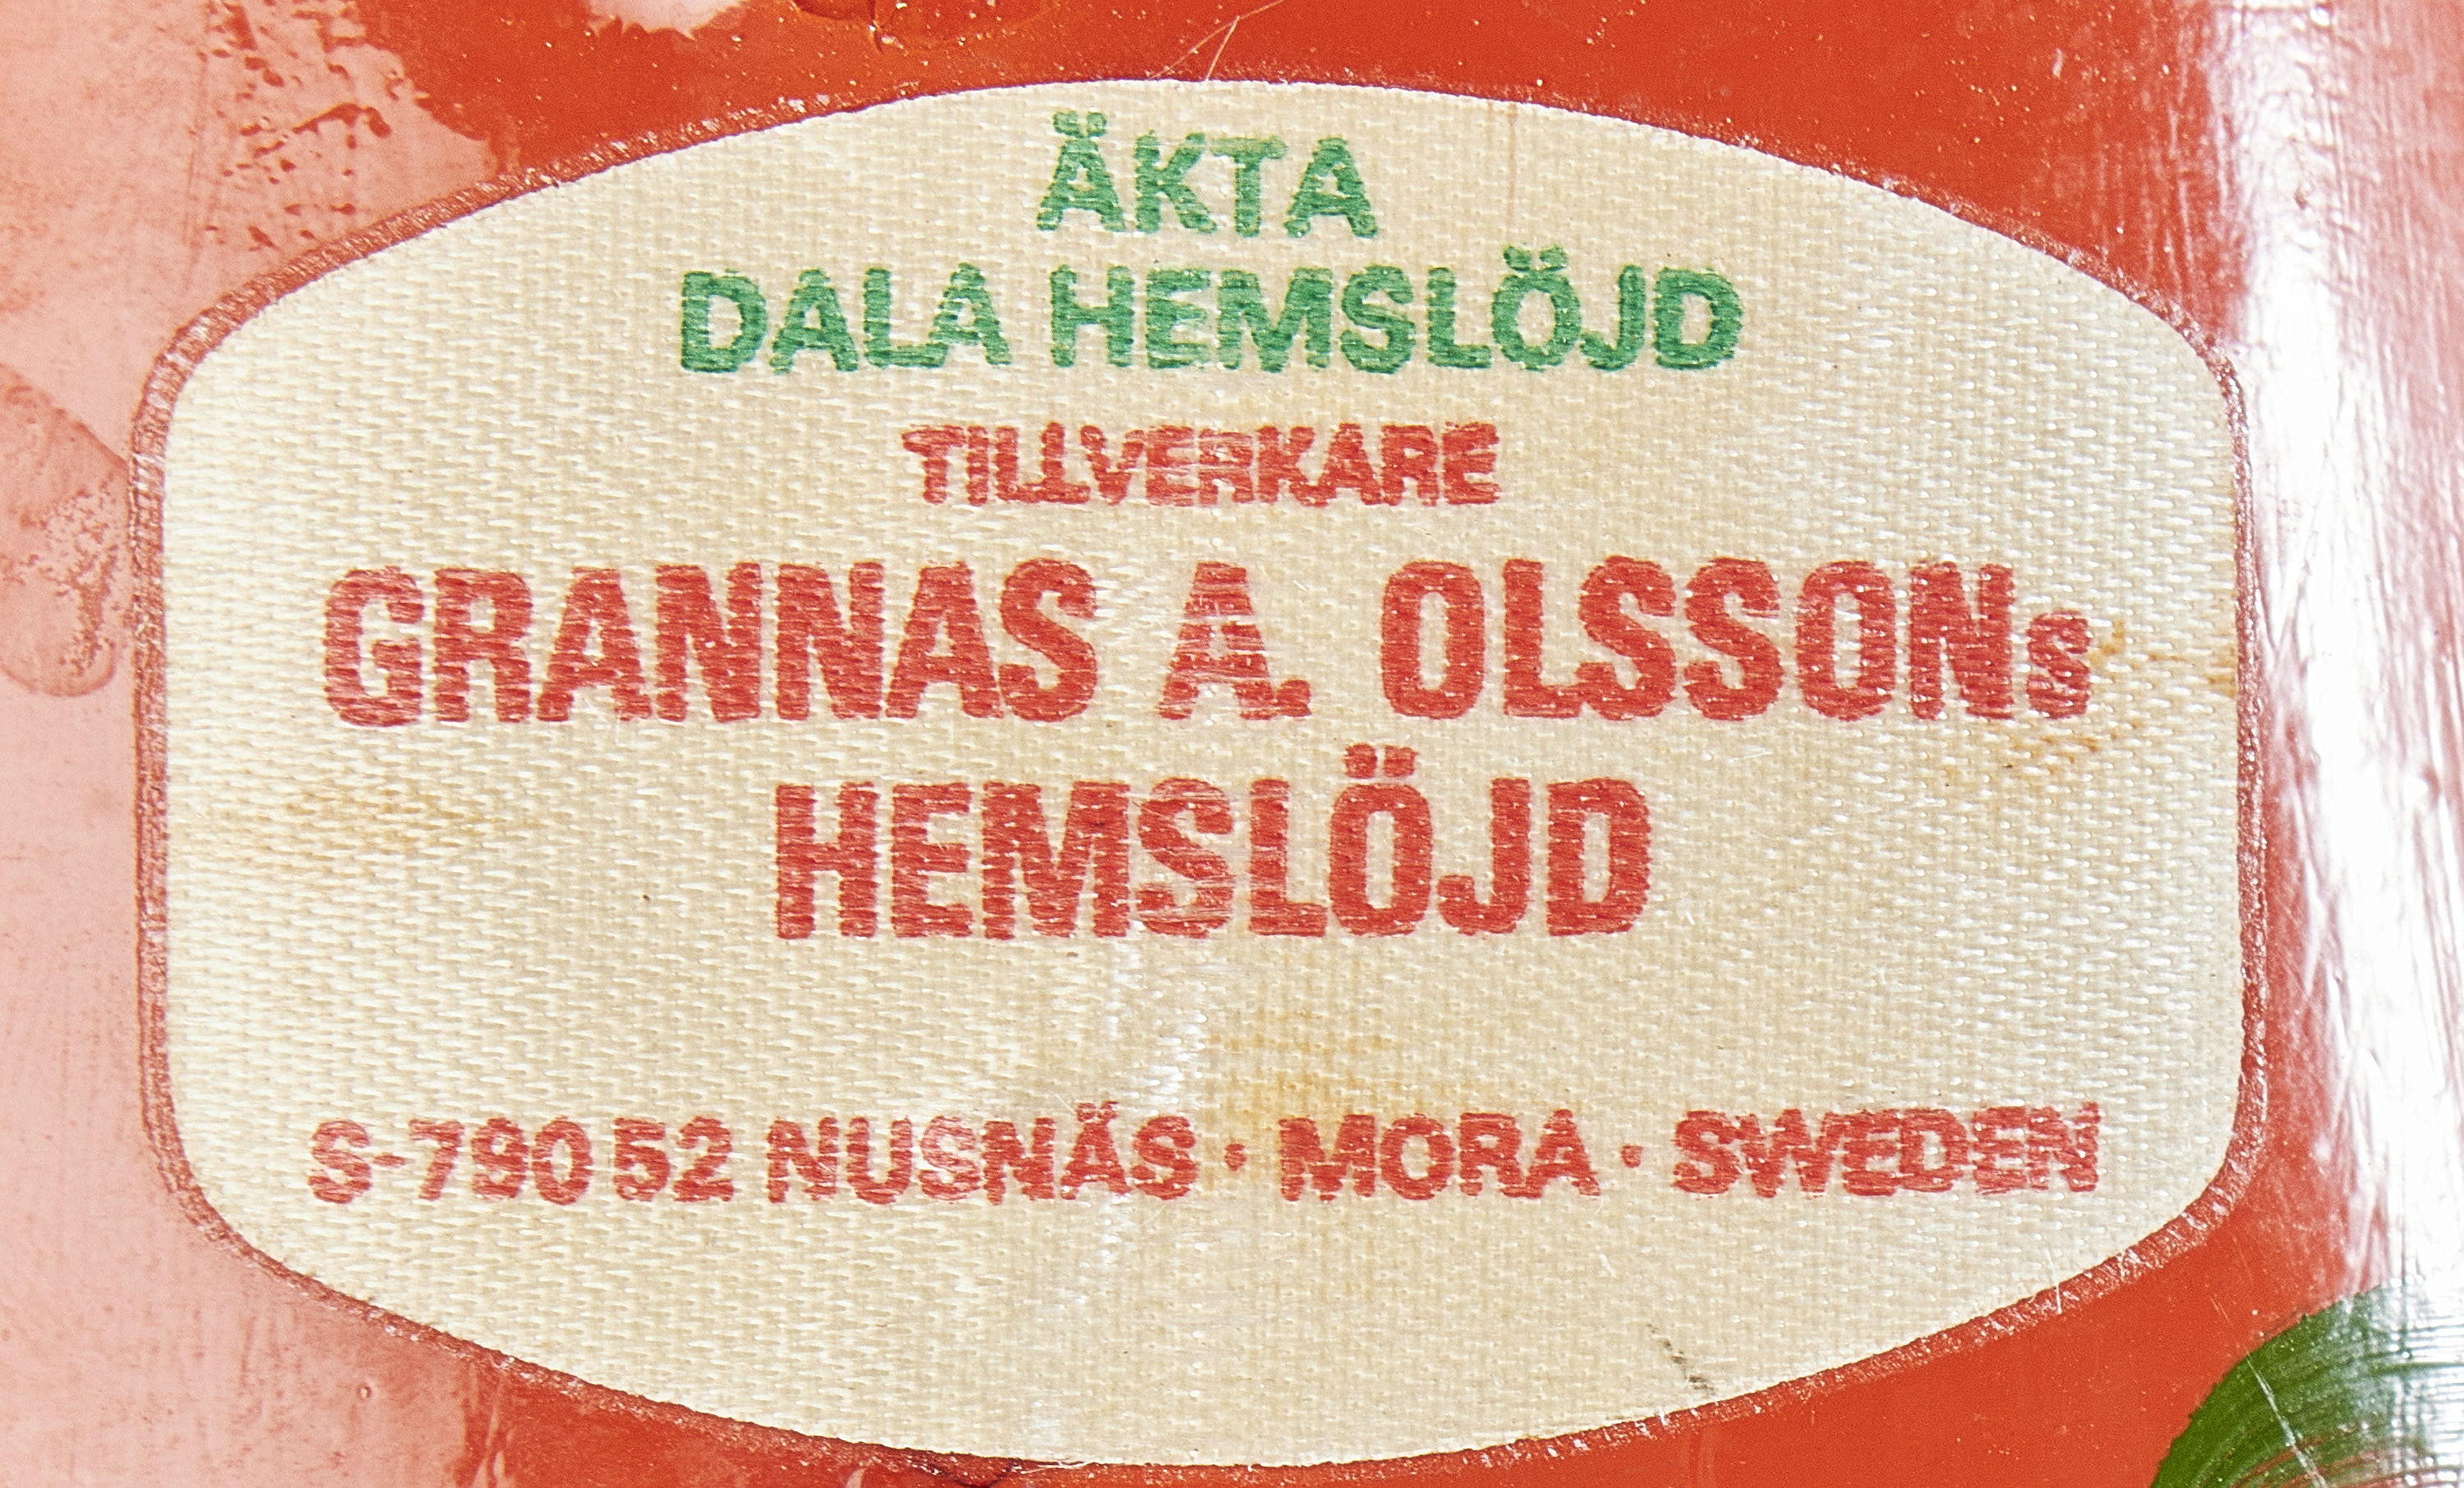 ÄKTA
DALA HEMSLÖJD
TILLVERKARE
GRANNAS A. OLSSONs
HEMSLÖJD
S-790 52 NUSNÄS · MORA · SWEDEN